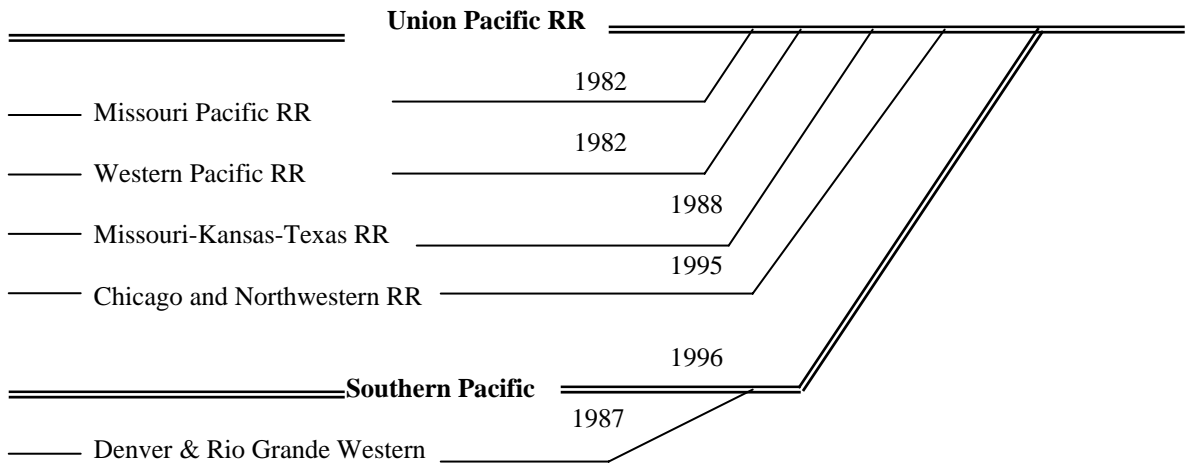 Union Pacific RR
1982
Missouri Pacific RR
1982
Western Pacific RR
1988
Missouri-Kansas-Texas RR
1995
Chicago and Northwestern RR
1996
Southern Pacific
1987
Denver & Rio Grande Western